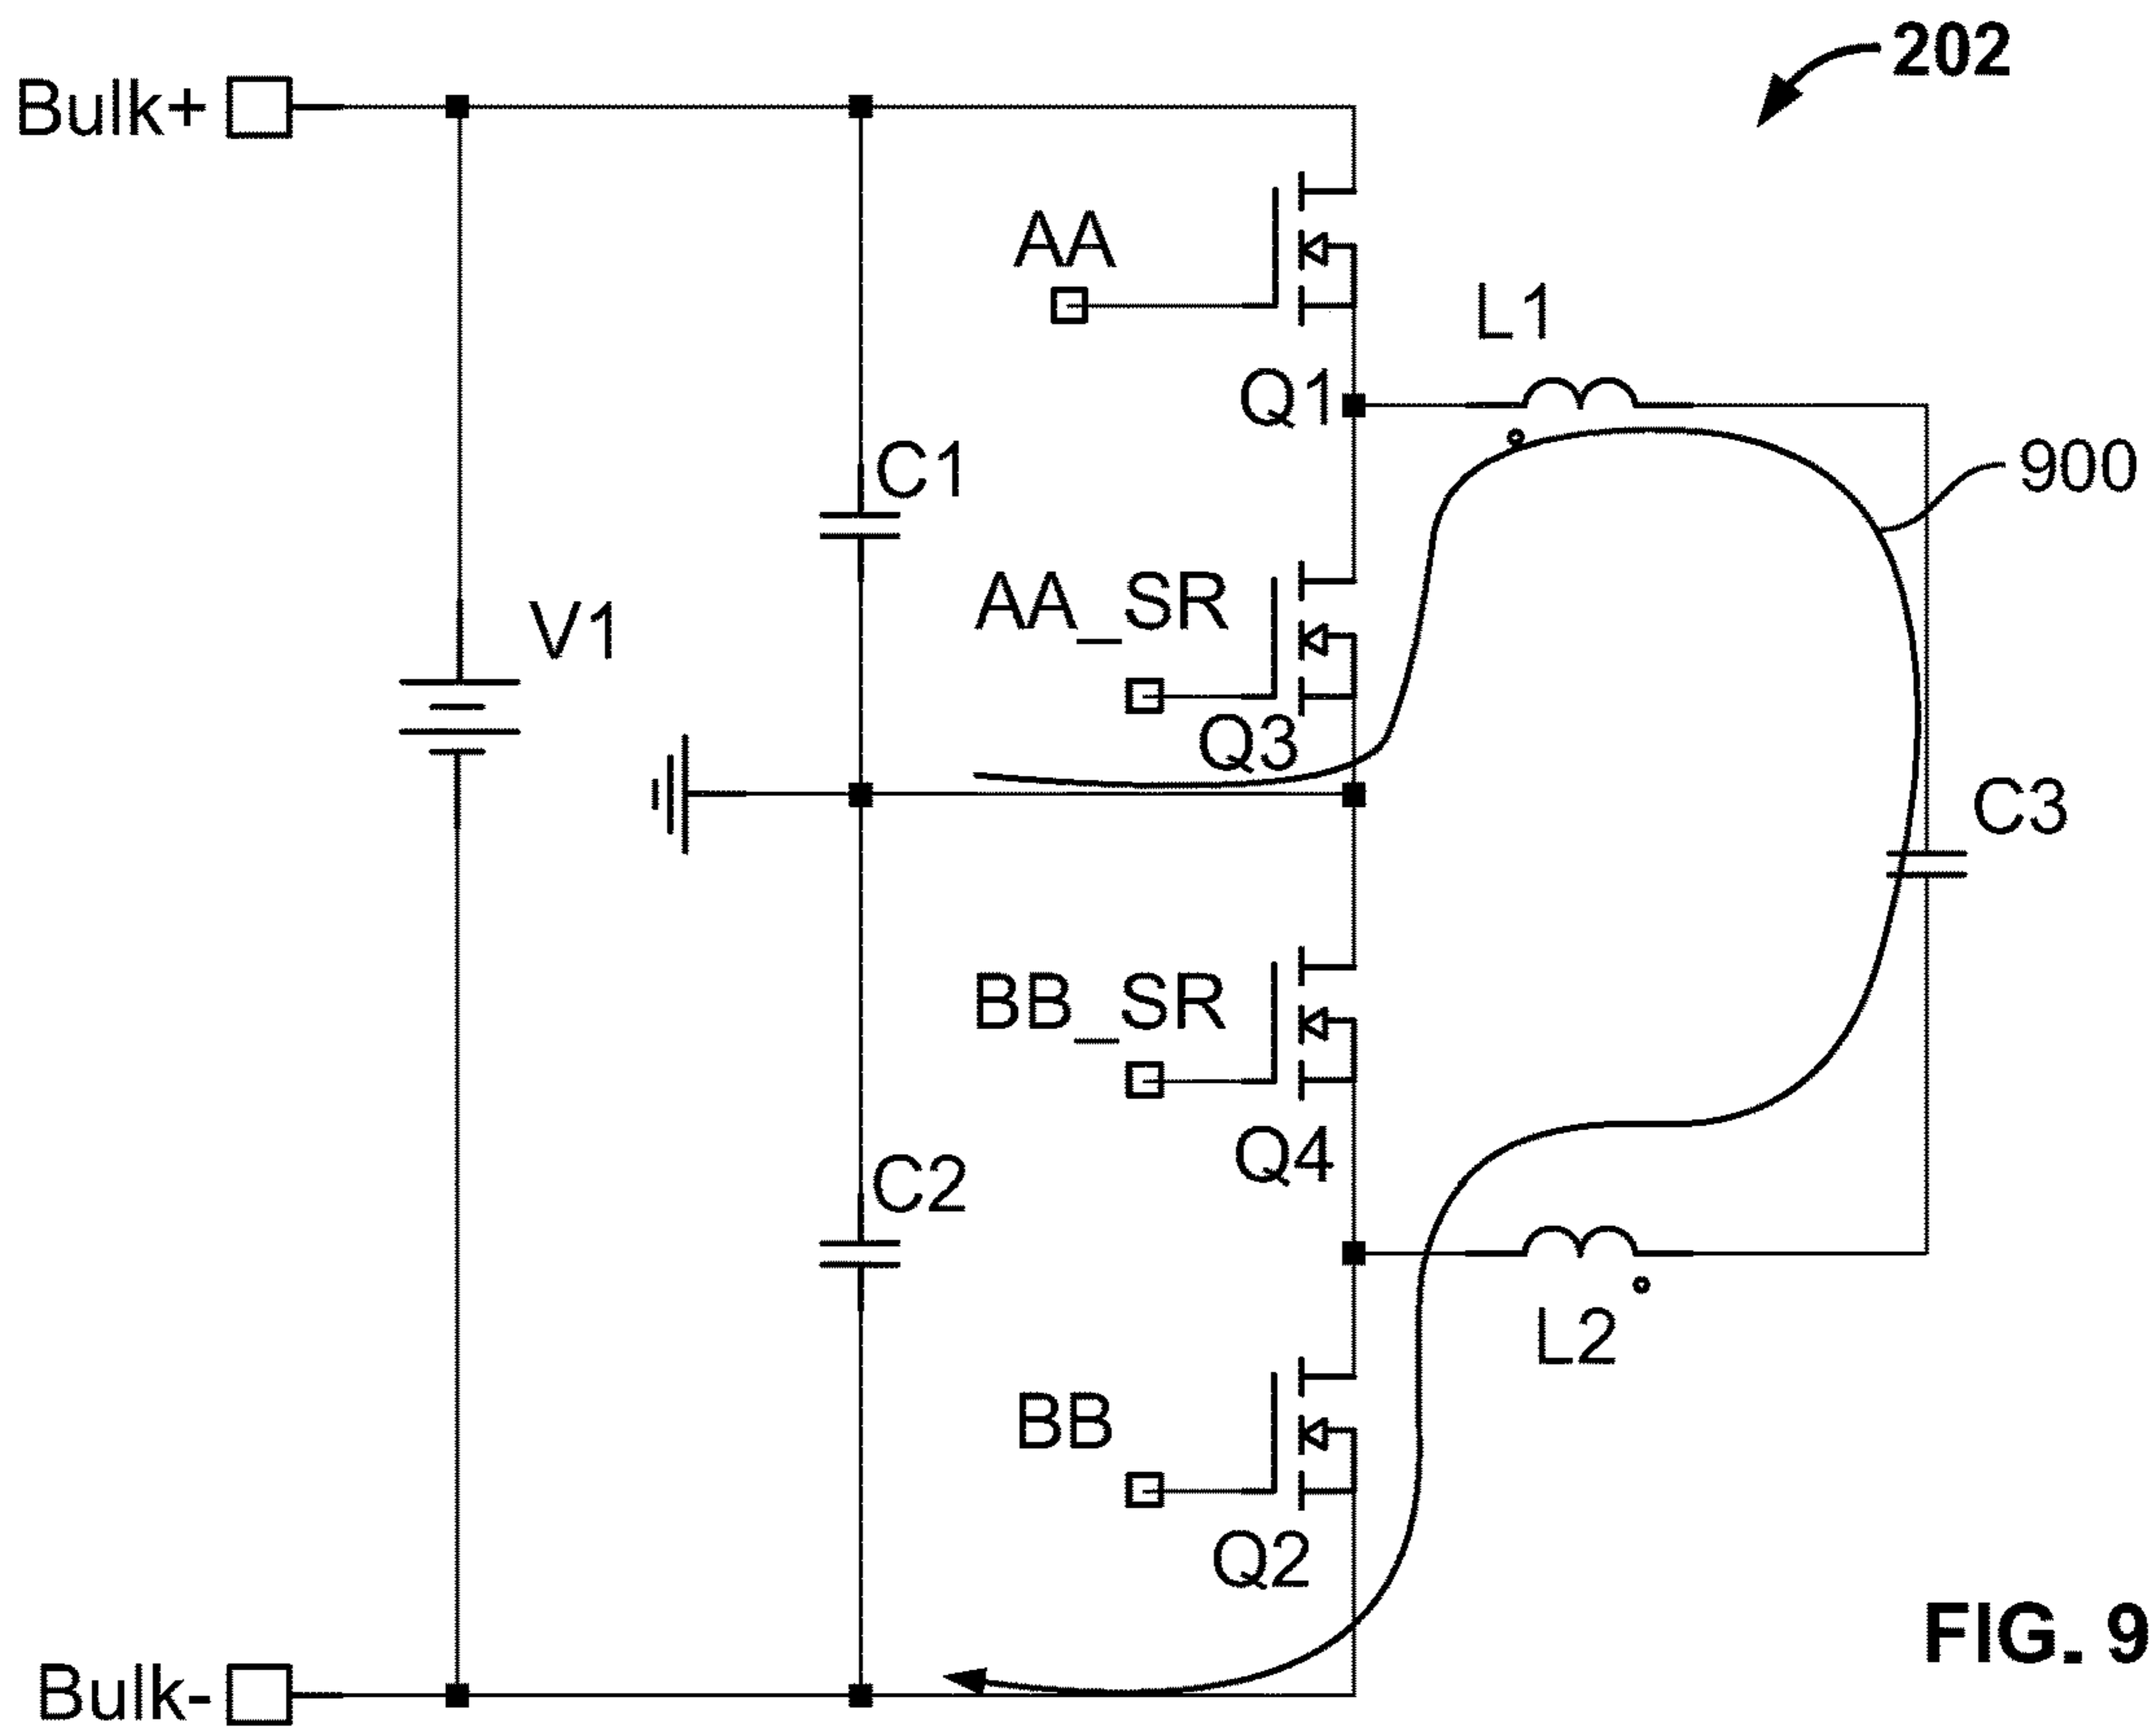 202
Bulk+
AA
L1
Q1
900
C1
AA_SR
V1
Q3
C3
BB_SR
Q4
C2
L2
BB
Q2
FIG. 9
Bulk-